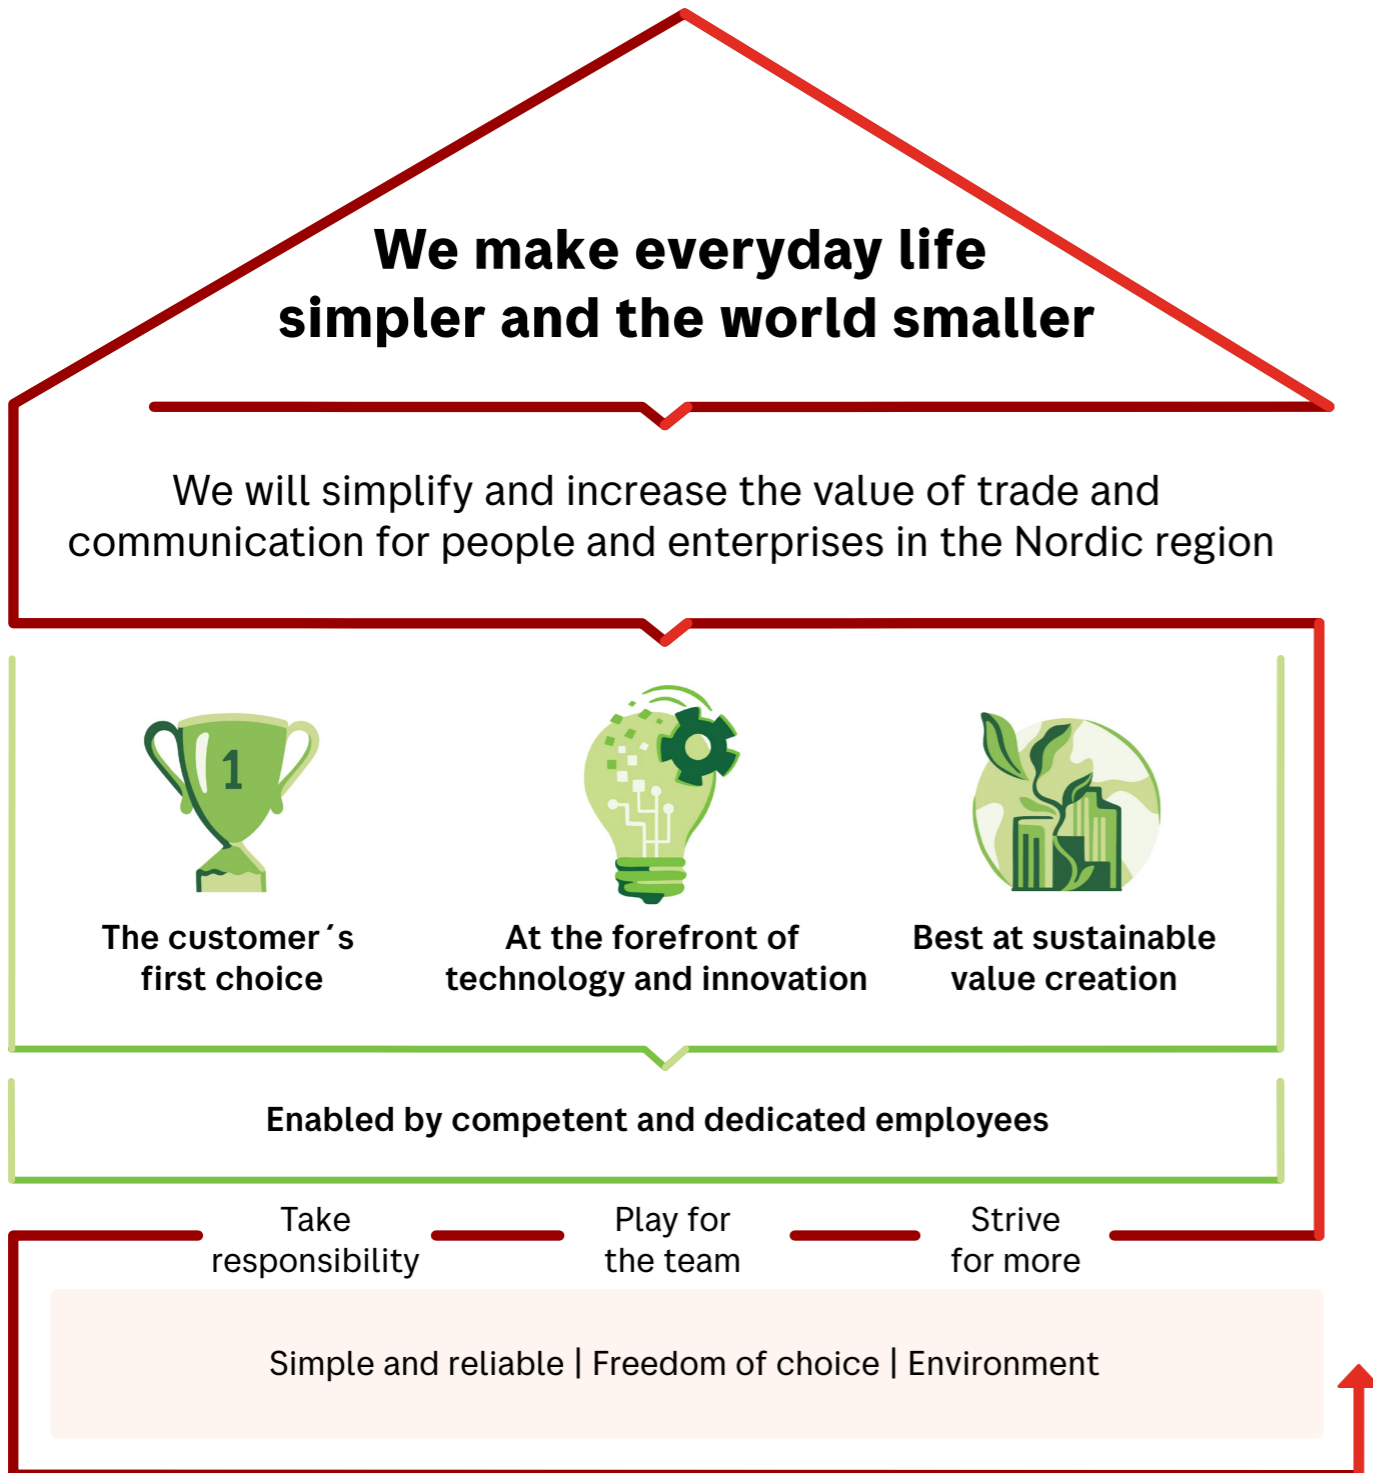 We make everyday life
simpler and the world smaller
We will simplify and increase the value of trade and
communication for people and enterprises in the Nordic region
1
The customer´s
first choice
At the forefront of
technology and innovation
Best at sustainable
value creation
Enabled by competent and dedicated employees
Take
responsibility
Play for
the team
Strive
for more
Simple and reliable | Freedom of choice | Environment